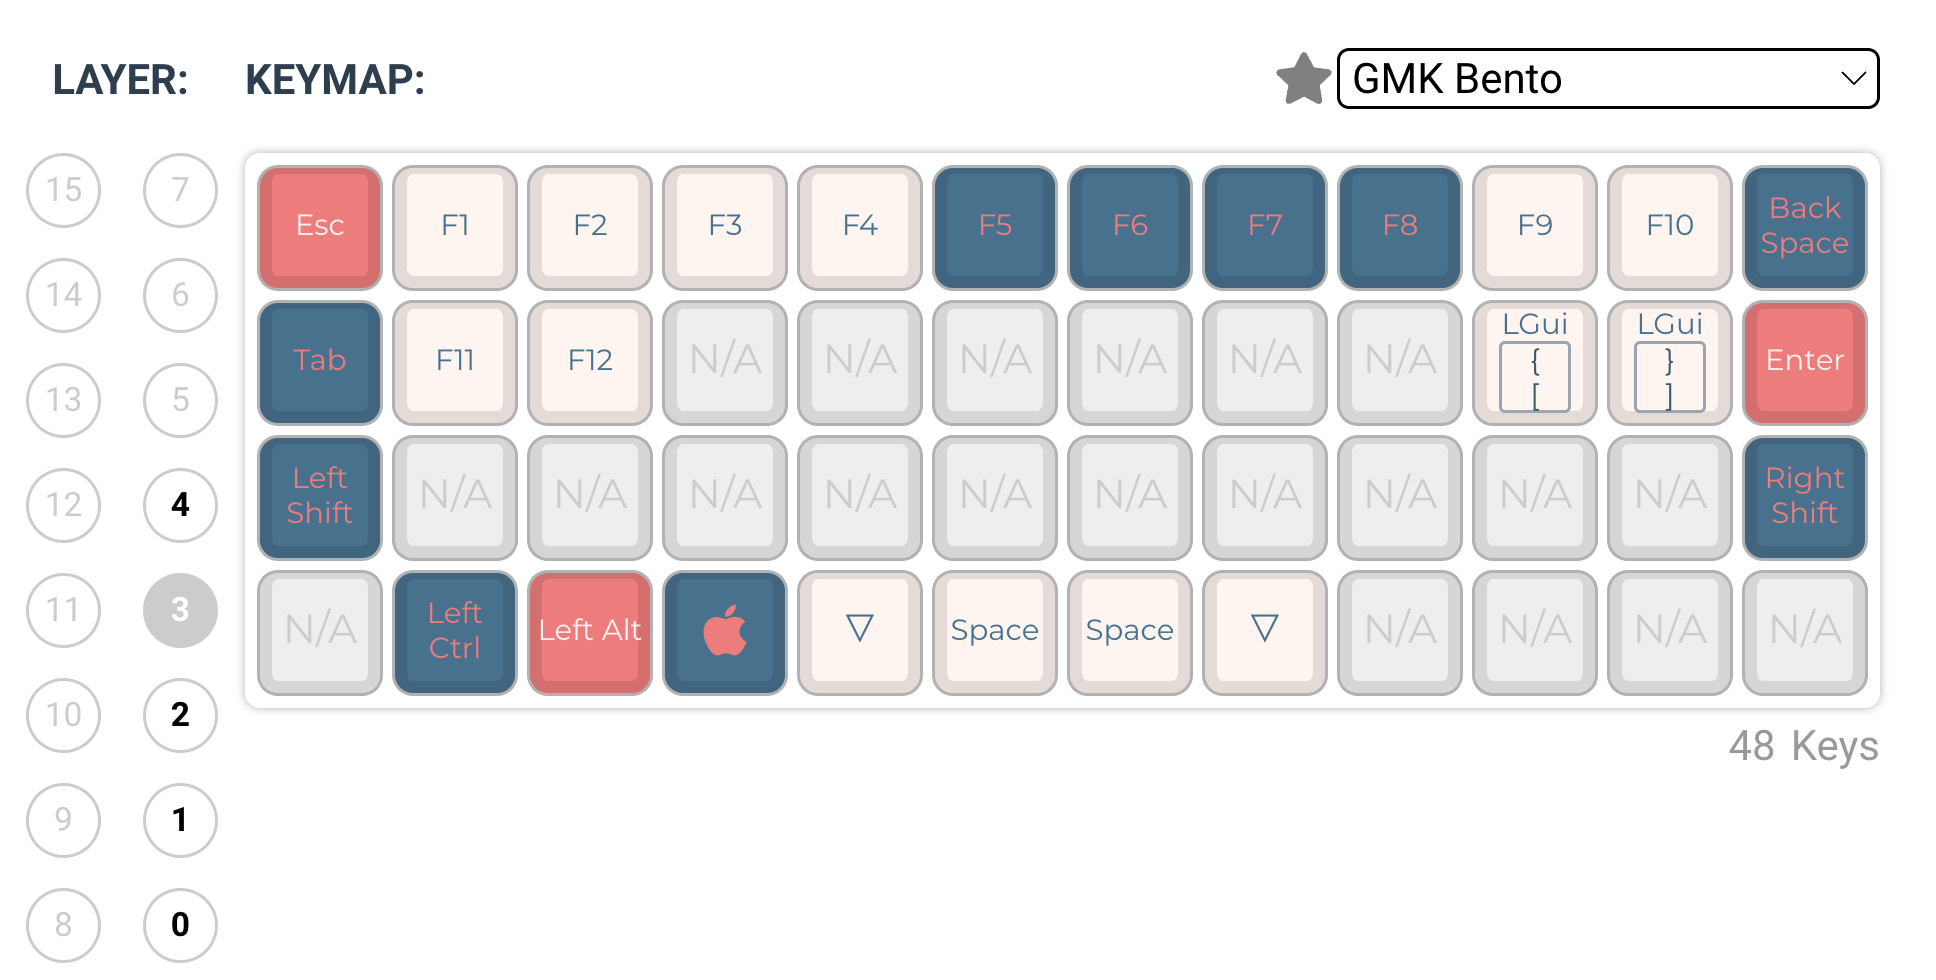 LAYER: KEYMAP: GMK Bento
15 7 Esc F1 F2 F3 F4 F5 F6 F7 F8 F9 F10 Back
Space
14 6 Tab F11 F12 N/A N/A N/A N/A N/A N/A LGui LGui Enter
{ }
[ ]
13 5
12 4 Left N/A N/A N/A N/A N/A N/A N/A N/A N/A N/A Right
Shift Shift
11 3 N/A Left Left Alt ▽ Space Space ▽ N/A N/A N/A N/A
Ctrl
10 2
48 Keys
9 1
8 0